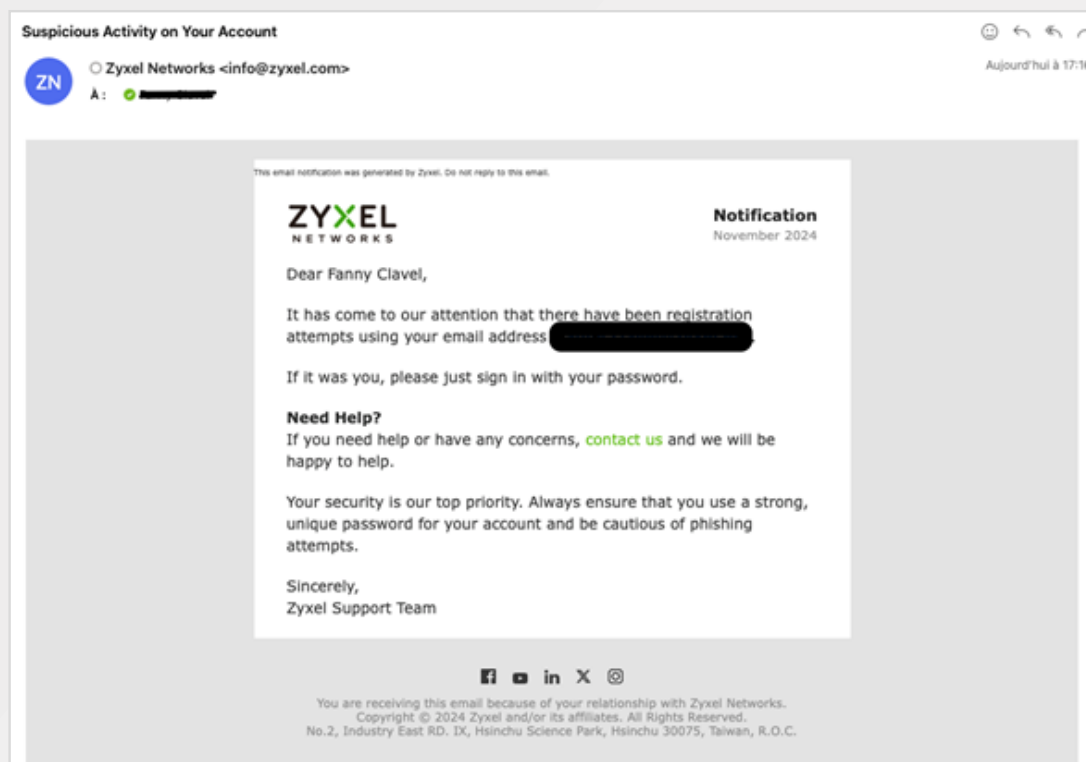 Suspicious Activity on Your Account
ZN
Zyxel Networks <info@zyxel.com>
Aujourd'hui à 17:16
À :
This email notification was generated by Zyxel. Do not reply to this email.
ZYXEL
NETWORKS
Notification
November 2024
Dear Fanny Clavel,
It has come to our attention that there have been registration
attempts using your email address
If it was you, please just sign in with your password.
Need Help?
If you need help or have any concerns, contact us and we will be
happy to help.
Your security is our top priority. Always ensure that you use a strong,
unique password for your account and be cautious of phishing
attempts.
Sincerely,
Zyxel Support Team
You are receiving this email because of your relationship with Zyxel Networks.
Copyright © 2024 Zyxel and/or its affiliates. All Rights Reserved.
No.2, Industry East RD. IX, Hsinchu Science Park, Hsinchu 30075, Taiwan, R.O.C.